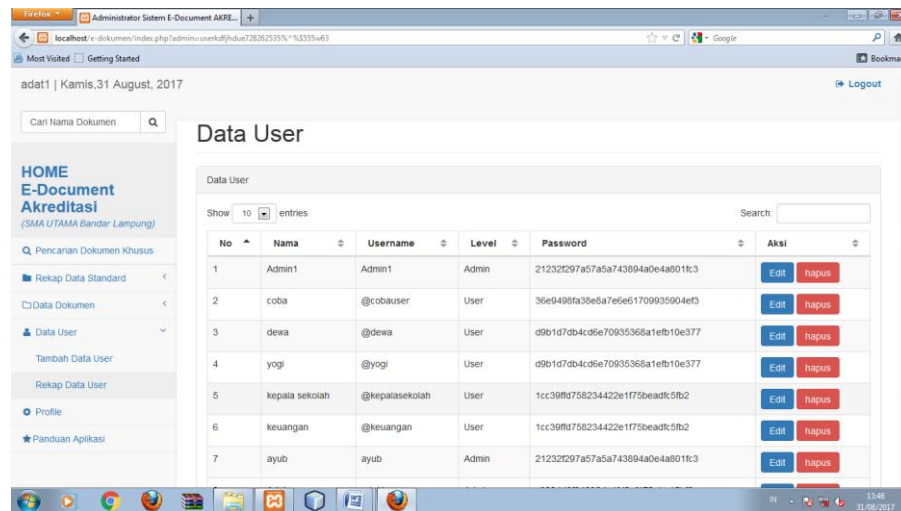 Firefox
Administrator Sistem E-Document AKRE...
localhost/e-dokumen/index.php?admin=userkdfjhdue728262535%^%$555w63
Google
Most Visited
Getting Started
adat1 | Kamis,31 August, 2017
Logout
Cari Nama Dokumen
Data User
HOME
E-Document
Akreditasi
(SMA UTAMA Bandar Lampung)
Pencarian Dokumen Khusus
Rekap Data Standard
Data Dokumen
Data User
Tambah Data User
Rekap Data User
Profile
Panduan Aplikasi
Data User
Show 10 entries
Search:
No Nama Username Level Password Aksi
1 Admin1 Admin1 Admin 21232f297a57a5a743894a0e4a801fc3 Edit hapus
2 coba @cobauser User 36e9498fa38e8a7e6e61709935904ef3 Edit hapus
3 dewa @dewa User d9b1d7db4cd6e70935368a1efb10e377 Edit hapus
4 yogi @yogi User d9b1d7db4cd6e70935368a1efb10e377 Edit hapus
5 kepala sekolah @kepalasekolah User 1cc39ffd758234422e1f75beadfc5fb2 Edit hapus
6 keuangan @keuangan User 1cc39ffd758234422e1f75beadfc5fb2 Edit hapus
7 ayub ayub Admin 21232f297a57a5a743894a0e4a801fc3 Edit hapus
IN
13:46
31/08/2017